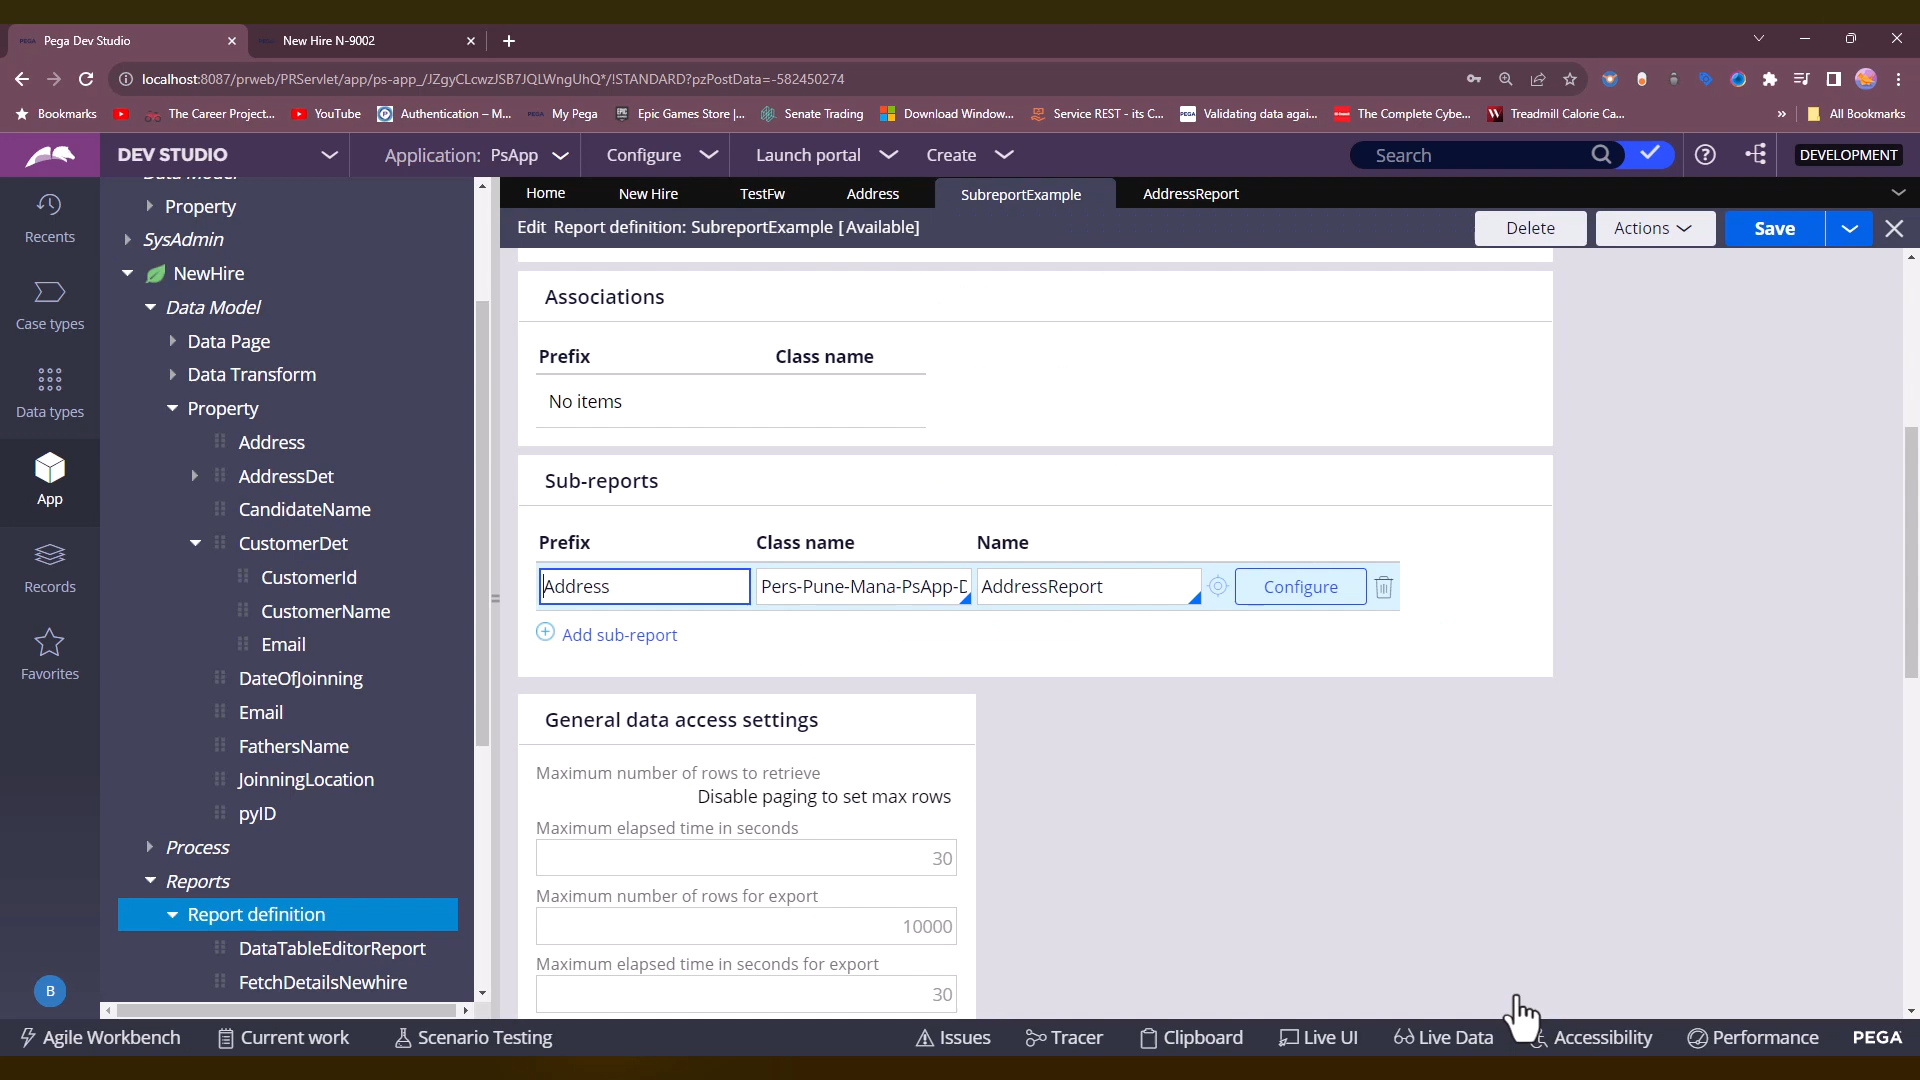 Pega Dev Studio
New Hire N-9002
localhost:8087/prweb/PRServlet/app/ps-app_/JZgyCLcwzJSB7JQLWngUhQ*/!STANDARD?pzPostData=-582450274
Bookmarks
The Career Project...
YouTube
Authentication – M...
My Pega
Epic Games Store |...
Senate Trading
Download Window...
Service REST - its C...
Validating data agai...
The Complete Cybe...
Treadmill Calorie Ca...
»
All Bookmarks
DEV STUDIO
Application: PsApp
Configure
Launch portal
Create
Search
DEVELOPMENT
Recents
Case types
Data types
App
Records
Favorites
B
Data Model
Property
SysAdmin
NewHire
Data Model
Data Page
Data Transform
Property
Address
AddressDet
CandidateName
CustomerDet
CustomerId
CustomerName
Email
DateOfJoinning
Email
FathersName
JoinningLocation
pyID
Process
Reports
Report definition
DataTableEditorReport
FetchDetailsNewhire
Home
New Hire
TestFw
Address
SubreportExample
AddressReport
Edit Report definition: SubreportExample [Available]
Delete
Actions
Save
Associations
Prefix Class name
No items
Sub-reports
Prefix Class name Name
Address Pers-Pune-Mana-PsApp-D AddressReport Configure
Add sub-report
General data access settings
Maximum number of rows to retrieve
Disable paging to set max rows
Maximum elapsed time in seconds
30
Maximum number of rows for export
10000
Maximum elapsed time in seconds for export
30
Agile Workbench
Current work
Scenario Testing
Issues
Tracer
Clipboard
Live UI
Live Data
Accessibility
Performance
PEGA